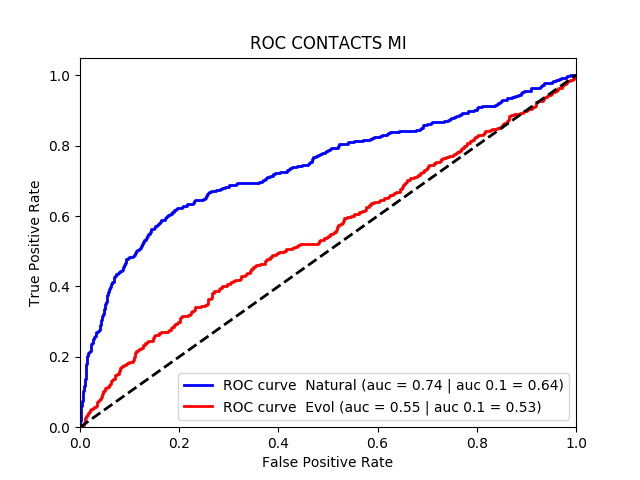 ROC CONTACTS MI
1.0
0.8
0.6
0.4
0.2
0.0
True Positive Rate
ROC curve  Natural (auc = 0.74 | auc 0.1 = 0.64)
ROC curve  Evol (auc = 0.55 | auc 0.1 = 0.53)
0.0 0.2 0.4 0.6 0.8 1.0
False Positive Rate